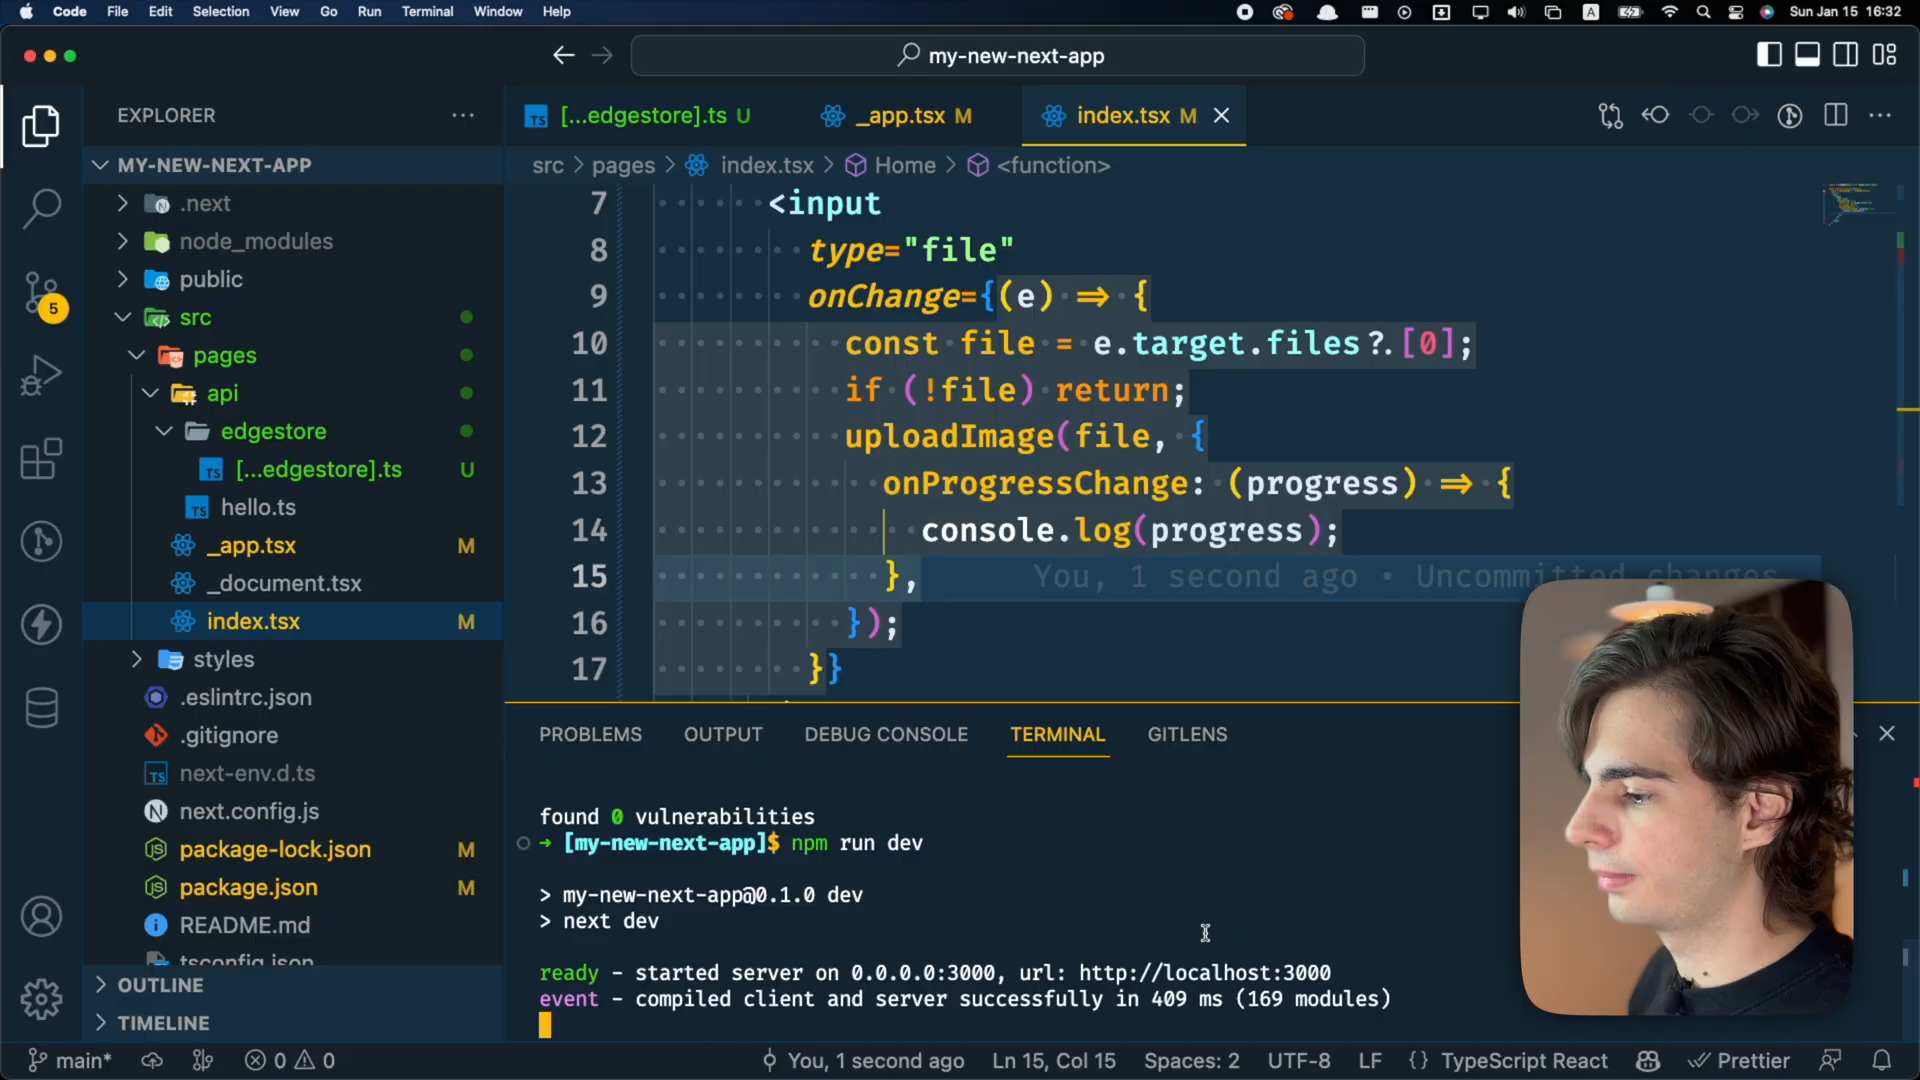 Code File Edit Selection View Go Run Terminal Window Help
A
Sun Jan 15 16:32
my-new-next-app
EXPLORER
MY-NEW-NEXT-APP
.next
node_modules
public
src
pages
api
edgestore
TS [...edgestore].ts U
TS hello.ts
_app.tsx M
_document.tsx
index.tsx M
styles
.eslintrc.json
.gitignore
TS next-env.d.ts
N next.config.js
JS package-lock.json M
JS package.json M
README.md
tsconfig.json
OUTLINE
TIMELINE
5
TS [...edgestore].ts U
_app.tsx M
index.tsx M
src > pages > index.tsx > Home > <function>
7 <input
8 type="file"
9 onChange={(e) => {
10 const file = e.target.files?.[0];
11 if (!file) return;
12 uploadImage(file, {
13 onProgressChange: (progress) => {
14 console.log(progress);
15 }, You, 1 second ago • Uncommitted changes
16 });
17 }}
PROBLEMS OUTPUT DEBUG CONSOLE TERMINAL GITLENS
found 0 vulnerabilities
➜ [my-new-next-app]$ npm run dev
> my-new-next-app@0.1.0 dev
> next dev
ready - started server on 0.0.0.0:3000, url: http://localhost:3000
event - compiled client and server successfully in 409 ms (169 modules)
main* 0 0 You, 1 second ago Ln 15, Col 15 Spaces: 2 UTF-8 LF {} TypeScript React Prettier